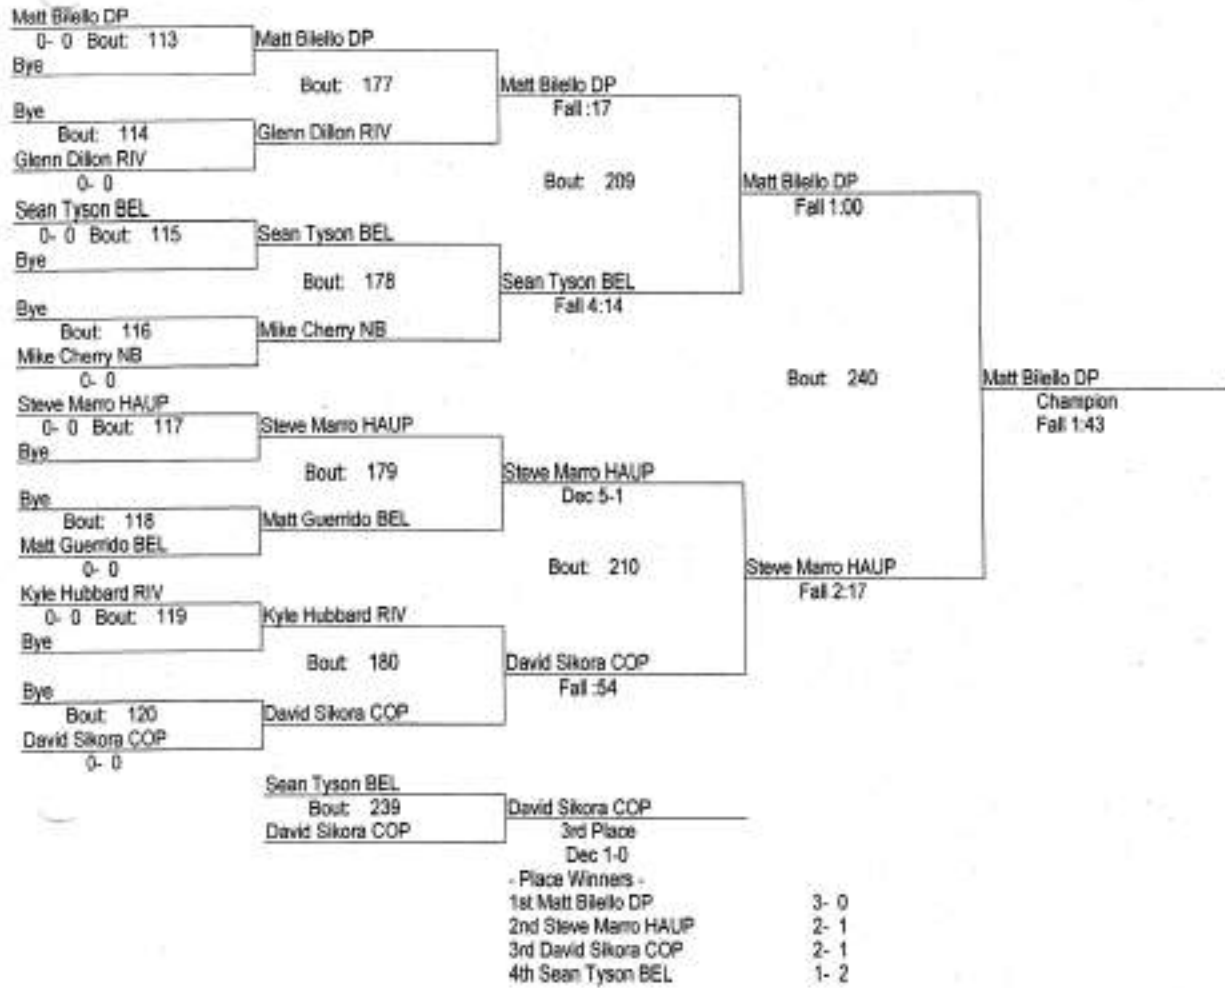 Matt Bilello DP
0- 0 Bout: 113
Matt Bilello DP
Bye
Bout: 177
Matt Bilello DP
Fall :17
Bye
Bout: 114
Glenn Dillon RIV
Glenn Dillon RIV
0- 0
Bout: 209
Matt Bilello DP
Fall 1:00
Sean Tyson BEL
0- 0 Bout: 115
Sean Tyson BEL
Bye
Bout: 178
Sean Tyson BEL
Fall 4:14
Bye
Bout: 116
Mike Cherry NB
Mike Cherry NB
0- 0
Bout: 240
Matt Bilello DP
Champion
Fall 1:43
Steve Marro HAUP
0- 0 Bout: 117
Steve Marro HAUP
Bye
Bout: 179
Steve Marro HAUP
Dec 5-1
Bye
Bout: 118
Matt Guerrido BEL
Matt Guerrido BEL
0- 0
Bout: 210
Steve Marro HAUP
Fall 2:17
Kyle Hubbard RIV
0- 0 Bout: 119
Kyle Hubbard RIV
Bye
Bout: 180
David Sikora COP
Fall :54
Bye
Bout: 120
David Sikora COP
David Sikora COP
0- 0
Sean Tyson BEL
Bout: 239
David Sikora COP
David Sikora COP
3rd Place
Dec 1-0
- Place Winners -
1st Matt Bilello DP 3- 0
2nd Steve Marro HAUP 2- 1
3rd David Sikora COP 2- 1
4th Sean Tyson BEL 1- 2